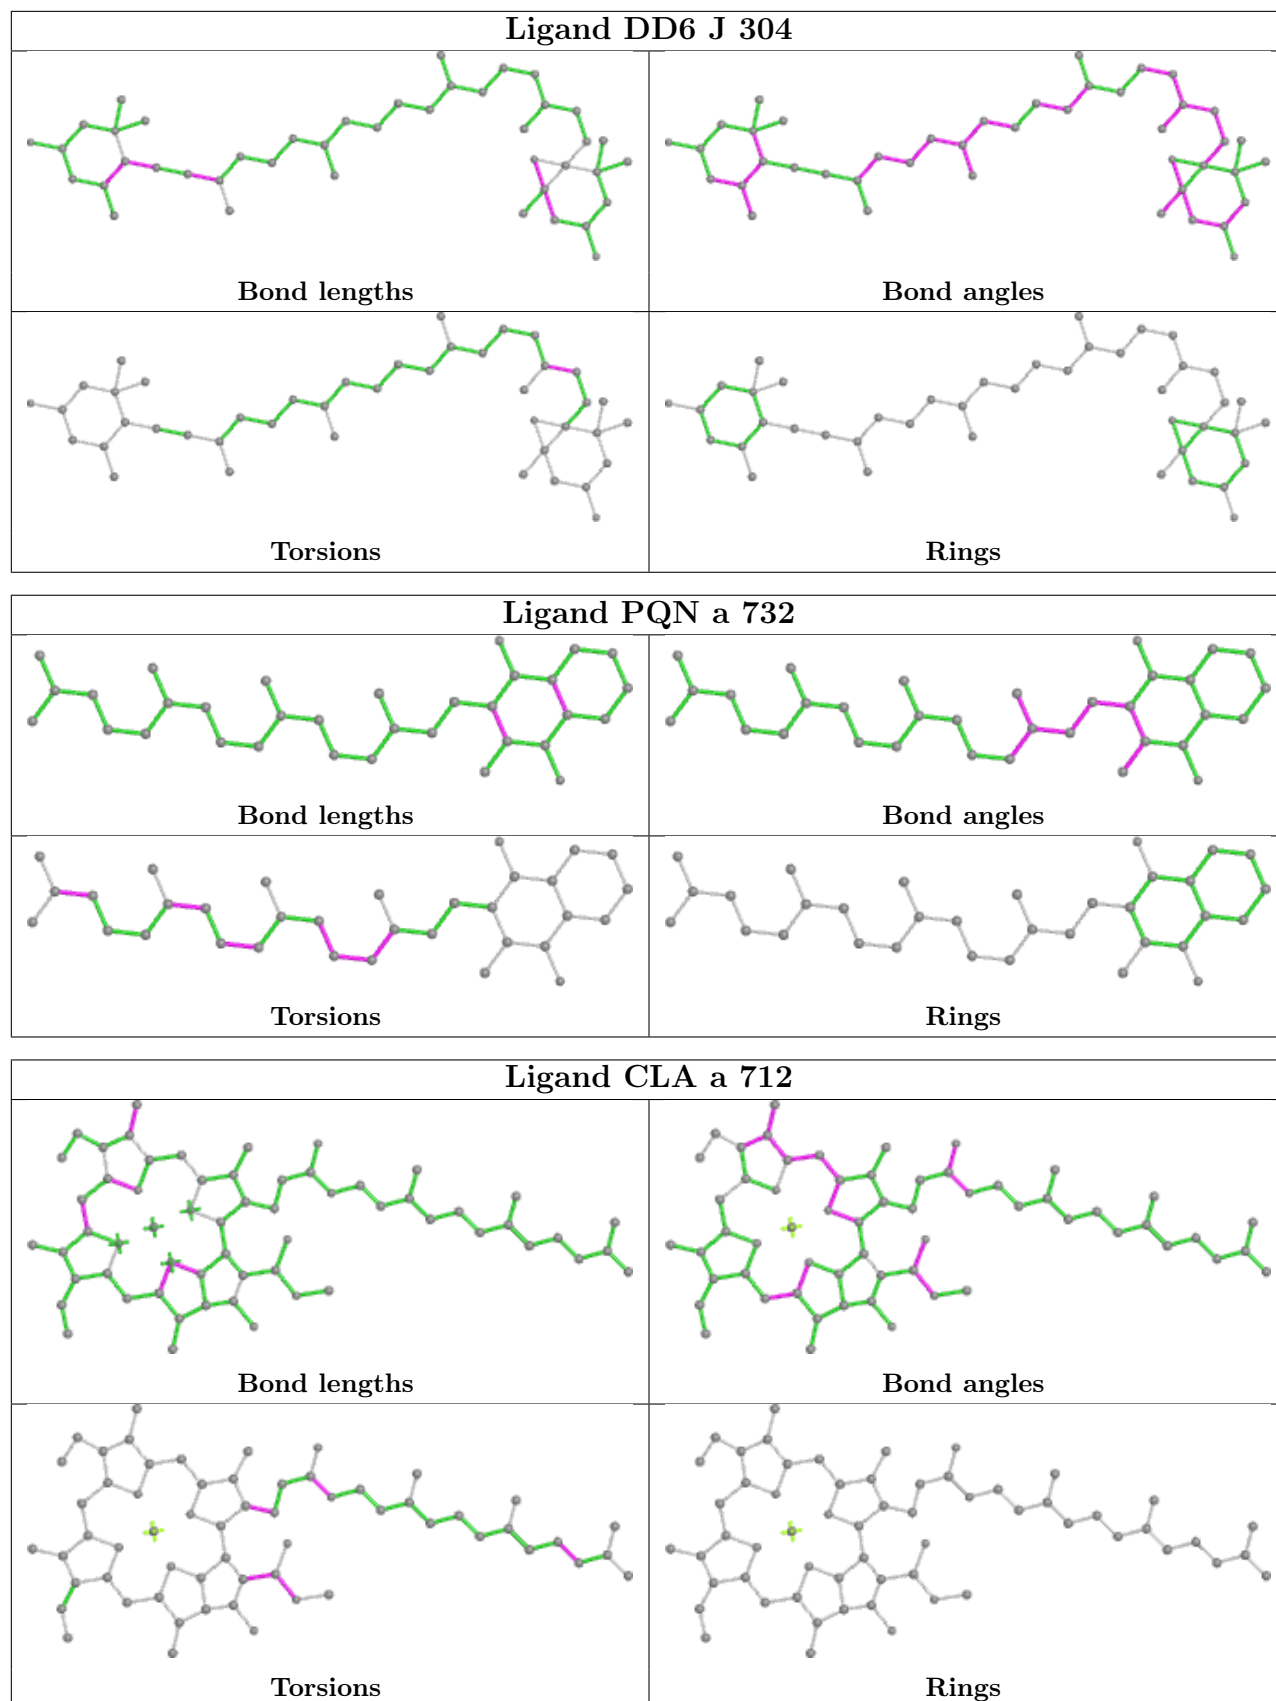 Ligand DD6 J 304
Bond lengths
Bond angles
Torsions
Rings
Ligand PQN a 732
Bond lengths
Bond angles
Torsions
Rings
Ligand CLA a 712
Bond lengths
Bond angles
Torsions
Rings